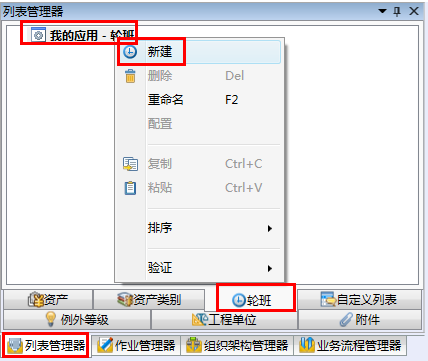 列表管理器
我的应用 - 轮班
新建
删除 Del
重命名 F2
配置
复制 Ctrl+C
粘贴 Ctrl+V
排序
验证
资产 资产类别 轮班 自定义列表
例外等级 工程单位 附件
列表管理器 作业管理器 组织架构管理器 业务流程管理器